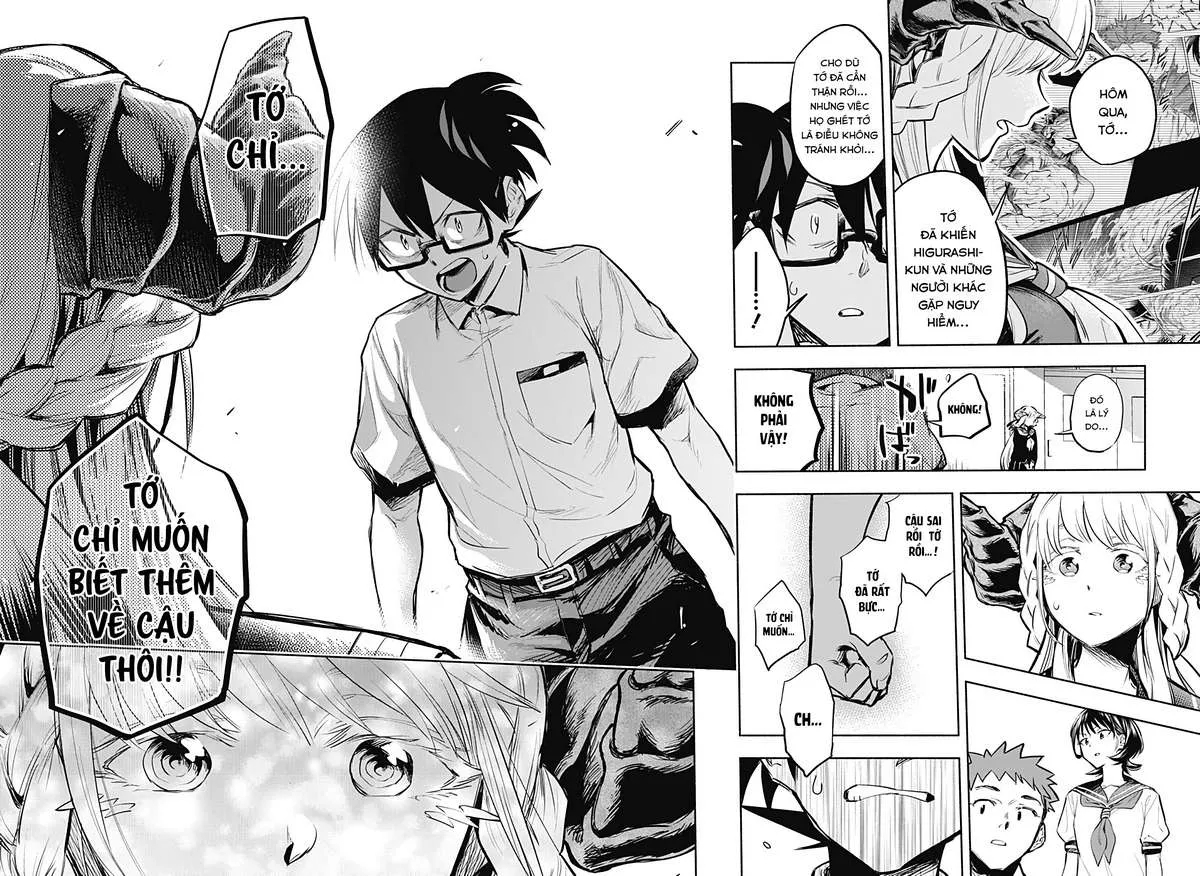 HÔM
QUA,
TỚ...
TỚ
ĐÃ KHIẾN
HIGURASHI-
KUN VÀ NHỮNG
NGƯỜI KHÁC
GẶP NGUY
HIỂM...
CHO DÙ
TỚ ĐÃ CẨN
THẬN RỒI...
NHƯNG VIỆC
HỌ GHÉT TỚ
LÀ ĐIỀU KHÔNG
TRÁNH KHỎI.
......!
ĐÓ
LÀ LÝ
DO...
KHÔNG!
ガバッ
KHÔNG
PHẢI
VẬY!
CẬU SAI
RỒI TỚ
RỒI...!
TỚ
ĐÃ RẤT
BỰC...
TỚ CHỈ
MUỐN...
CH...
TỚ
CHỈ...
TỚ
CHỈ MUỐN
BIẾT THÊM
VỀ CẬU
THÔI!!